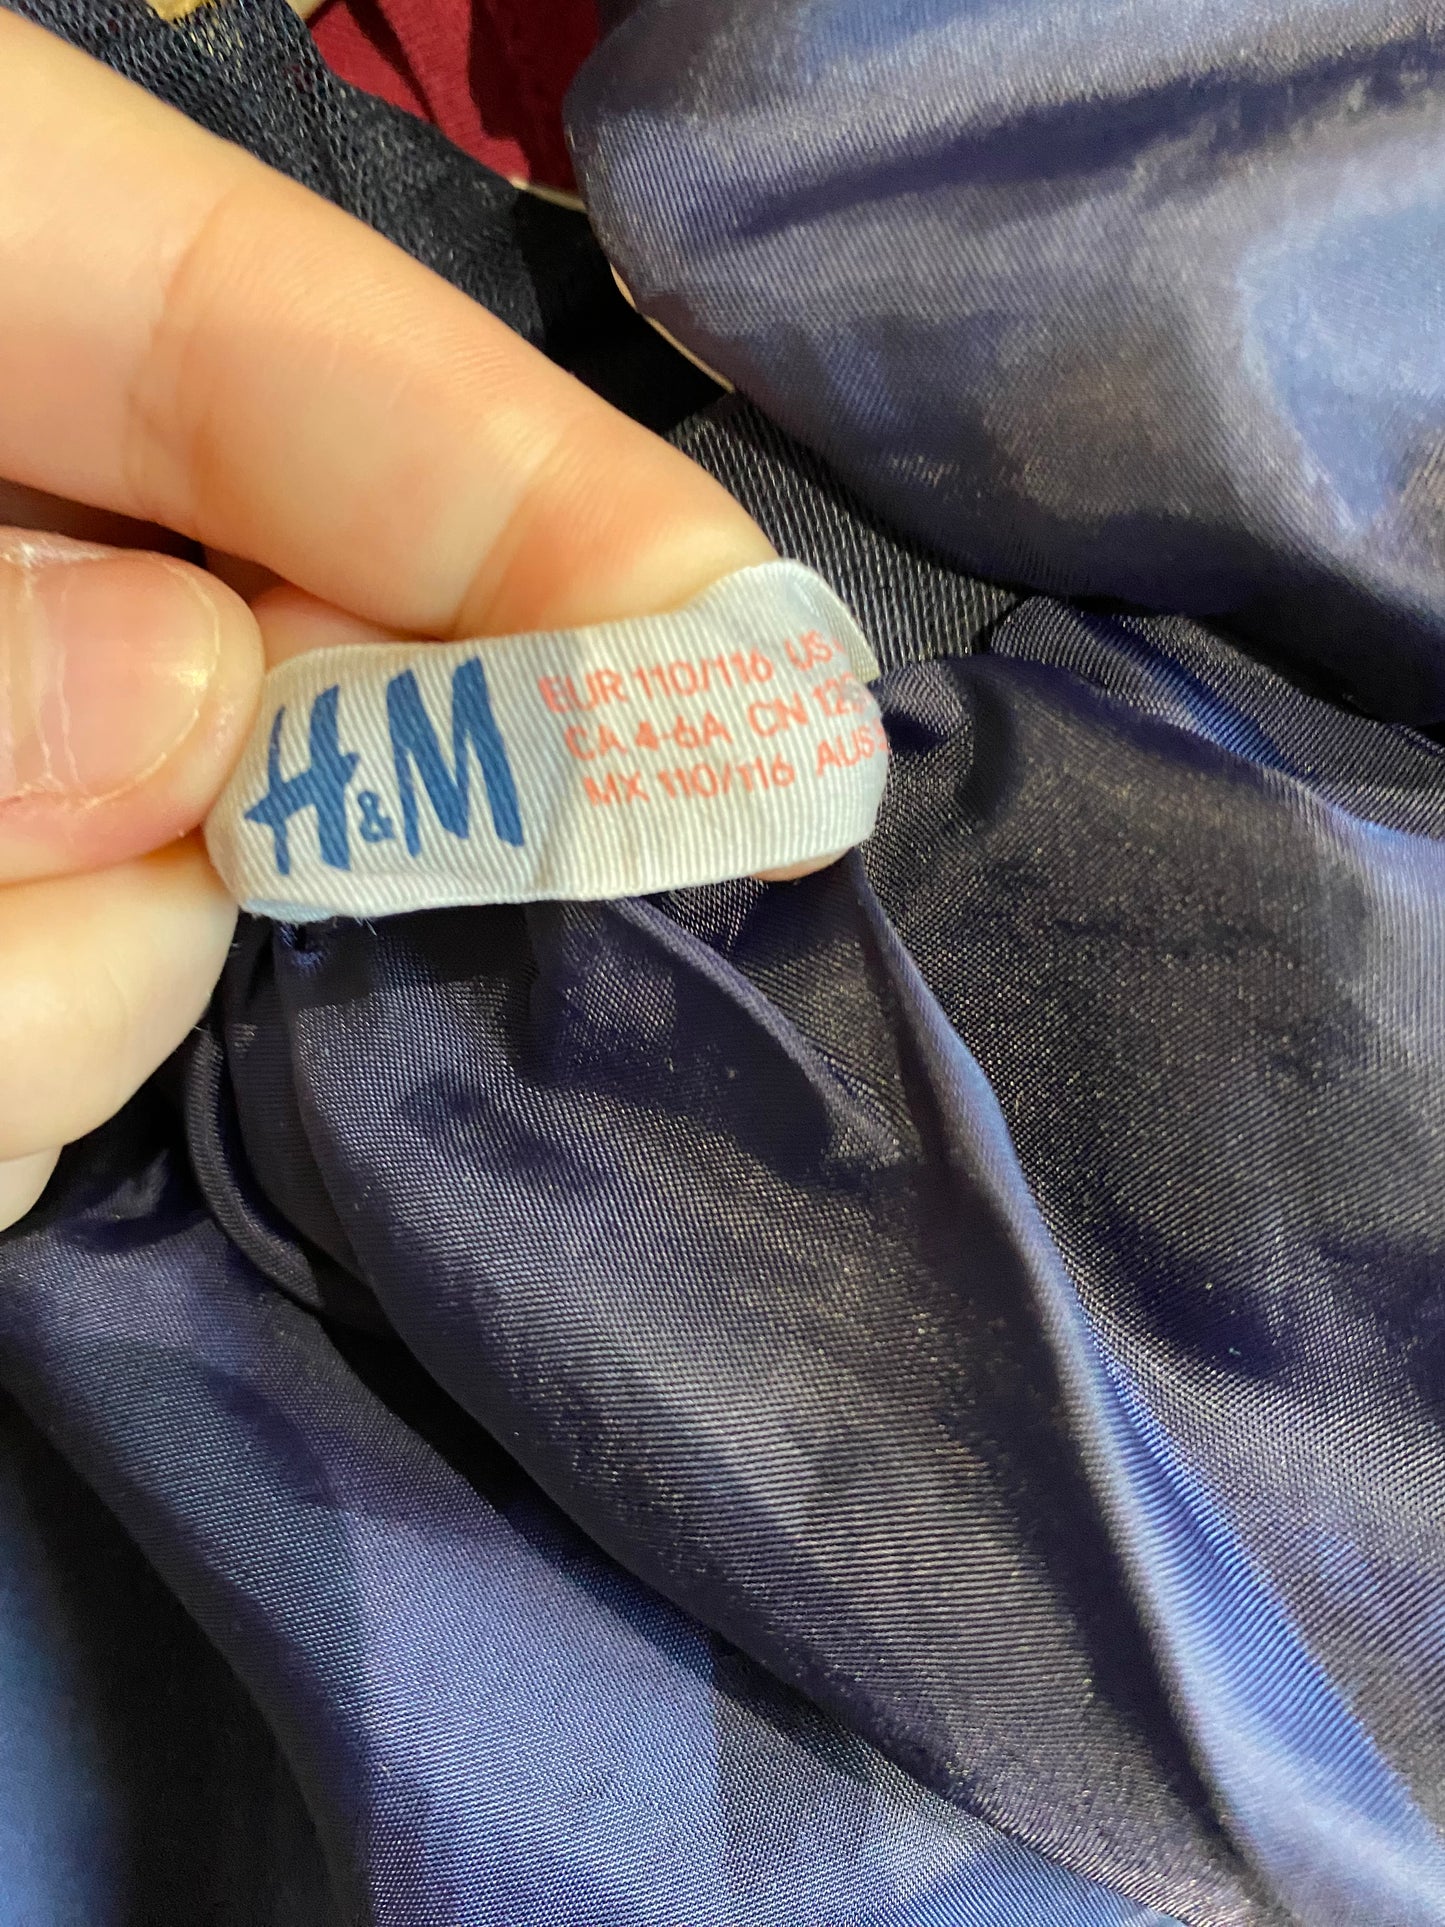 H&M
EUR 110/116 US
CA 4-6A CN
MX 110/116 AUS